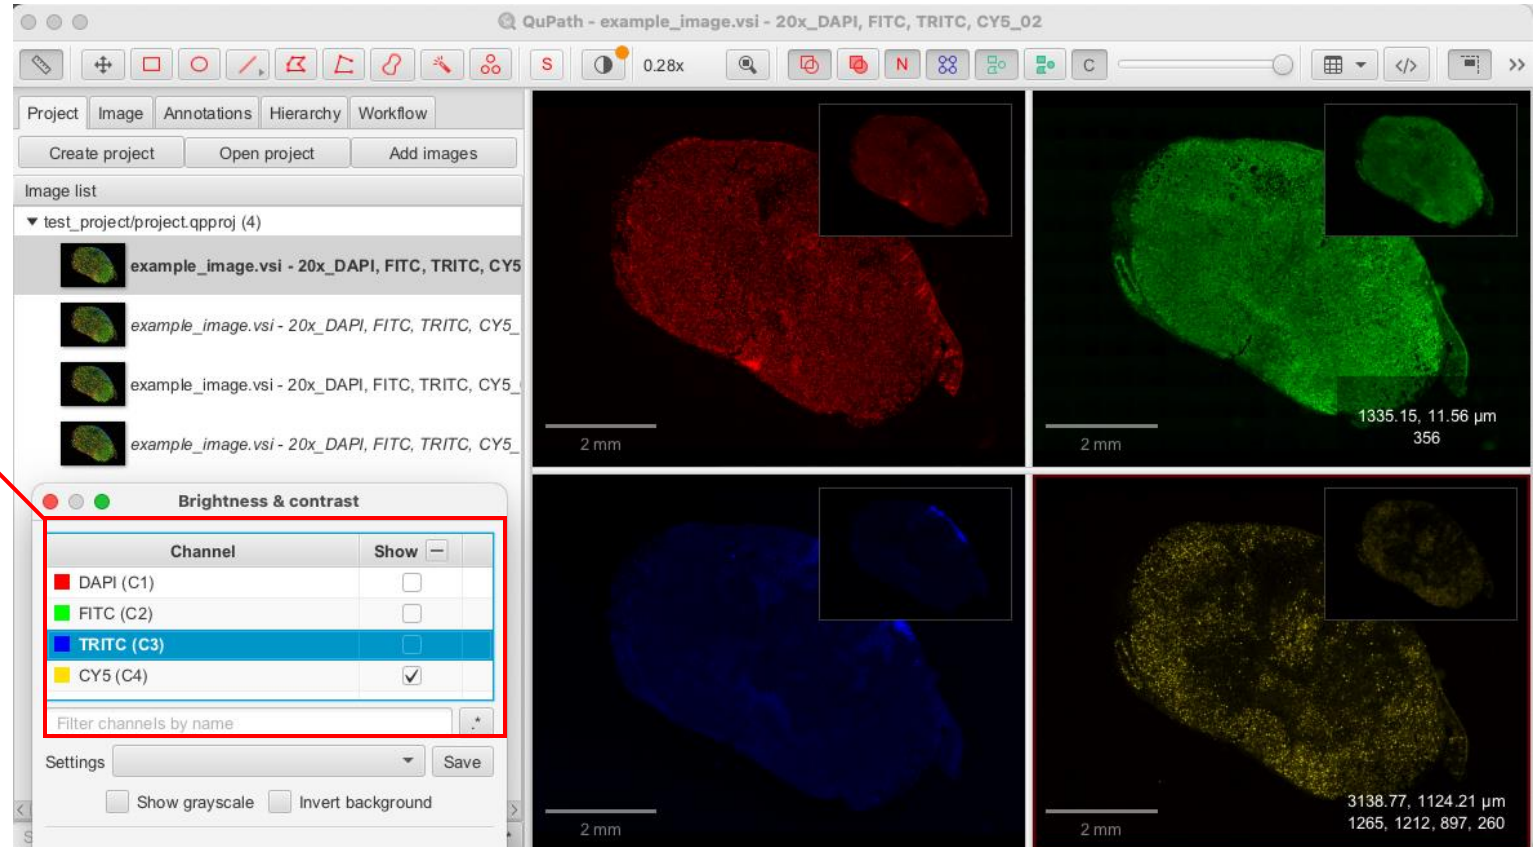 QuPath - example_image.vsi - 20x_DAPI, FITC, TRITC, CY5_02
S
0.28x
N
C
</>
>>
Project Image Annotations Hierarchy Workflow
Create project Open project Add images
Image list
test_project/project.qpproj (4)
example_image.vsi - 20x_DAPI, FITC, TRITC, CY5
example_image.vsi - 20x_DAPI, FITC, TRITC, CY5_
example_image.vsi - 20x_DAPI, FITC, TRITC, CY5_
example_image.vsi - 20x_DAPI, FITC, TRITC, CY5_
Brightness & contrast
Channel Show
DAPI (C1)
FITC (C2)
TRITC (C3)
CY5 (C4)
Filter channels by name .*
Settings Save
Show grayscale Invert background
2 mm
1335.15, 11.56 µm
356
2 mm
2 mm
3138.77, 1124.21 µm
1265, 1212, 897, 260
2 mm